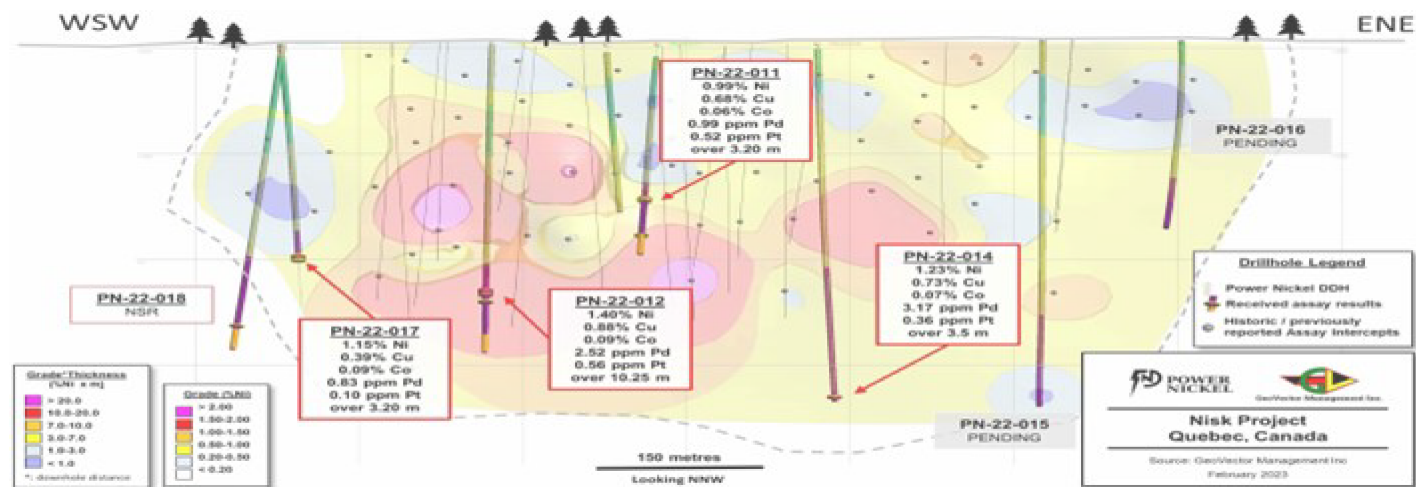 WSW
ENE
PN-22-011
0.99% Ni
0.68% Cu
0.06% Co
0.99 ppm Pd
0.52 ppm Pt
over 3.20 m
PN-22-016
PENDING
PN-22-014
1.23% Ni
0.73% Cu
0.07% Co
3.17 ppm Pd
0.36 ppm Pt
over 3.5 m
PN-22-018
NSR
PN-22-017
1.15% Ni
0.39% Cu
0.09% Co
0.83 ppm Pd
0.10 ppm Pt
over 3.20 m
PN-22-012
1.40% Ni
0.88% Cu
0.09% Co
2.52 ppm Pd
0.56 ppm Pt
over 10.25 m
Drillhole Legend
Power Nickel DDH
Received assay results
Historic / previously
reported Assay Intercepts
Grade*Thickness
(%Ni x m)
> 20.0
10.0-20.0
7.0-10.0
3.0-7.0
1.0-3.0
< 1.0
*: downhole distance
Grade (%Ni)
> 2.00
1.50-2.00
1.00-1.50
0.50-1.00
0.20-0.50
< 0.20
PN-22-015
PENDING
150 metres
Looking NNW
POWER
NICKEL
GeoVector Management Inc.
Nisk Project
Quebec, Canada
Source: GeoVector Management Inc
February 2023